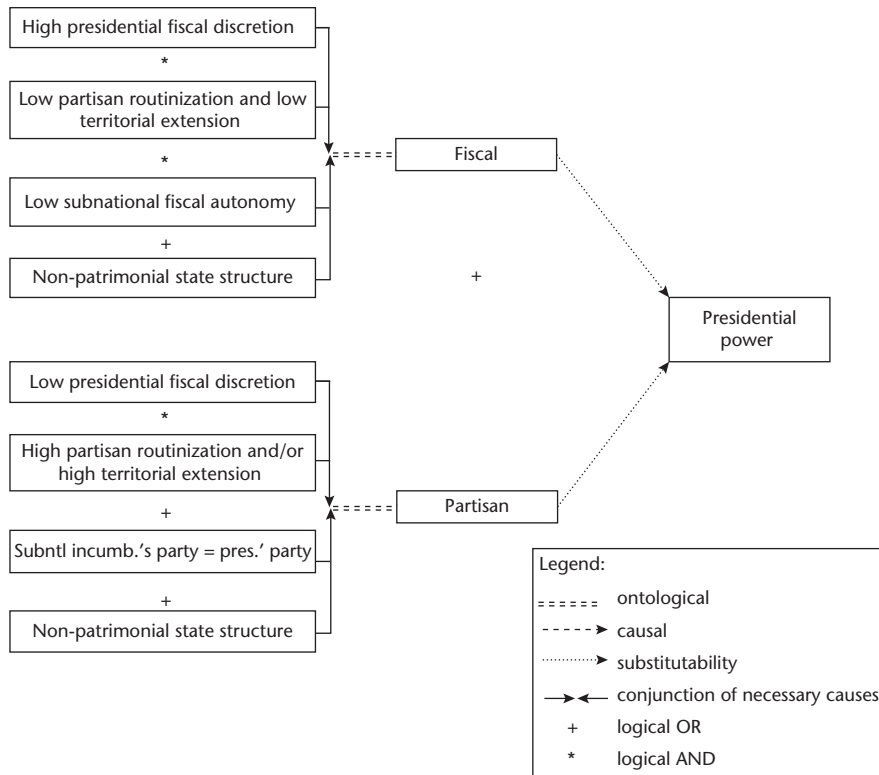 High presidential fiscal discretion
*
Low partisan routinization and low
territorial extension
*
Low subnational fiscal autonomy
+
Non-patrimonial state structure
Fiscal
+
Presidential
power
Low presidential fiscal discretion
*
High partisan routinization and/or
high territorial extension
+
Subntl incumb.'s party = pres.' party
+
Non-patrimonial state structure
Partisan
Legend:
ontological
causal
substitutability
conjunction of necessary causes
+ logical OR
* logical AND